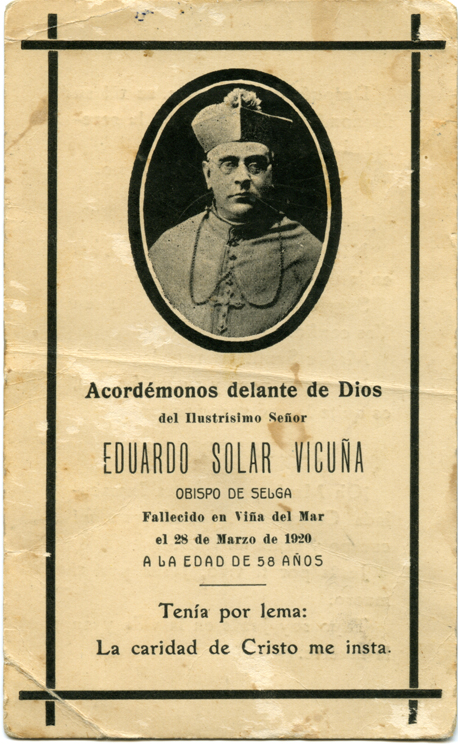 Acordémonos delante de Dios
del Ilustrísimo Señor
EDUARDO SOLAR VICUÑA
OBISPO DE SELGA
Fallecido en Viña del Mar
el 28 de Marzo de 1920
A LA EDAD DE 58 AÑOS
Tenía por lema:
La caridad de Cristo me insta.